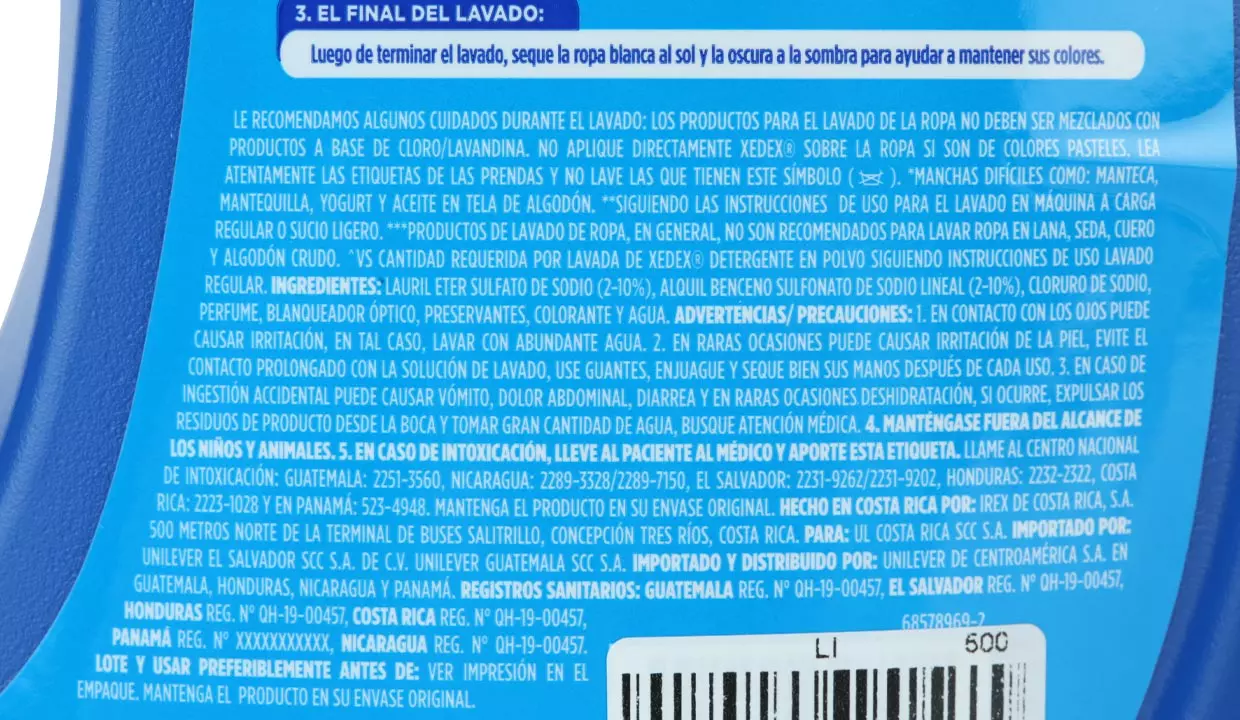 3. EL FINAL DEL LAVADO:
Luego de terminar el lavado, seque la ropa blanca al sol y la oscura a la sombra para ayudar a mantener sus colores.
LE RECOMENDAMOS ALGUNOS CUIDADOS DURANTE EL LAVADO: LOS PRODUCTOS PARA EL LAVADO DE LA ROPA NO DEBEN SER MEZCLADOS CON
PRODUCTOS A BASE DE CLORO/LAVANDINA. NO APLIQUE DIRECTAMENTE XEDEX® SOBRE LA ROPA SI SON DE COLORES PASTELES. LEA
ATENTAMENTE LAS ETIQUETAS DE LAS PRENDAS Y NO LAVE LAS QUE TIENEN ESTE SÍMBOLO ( ). *MANCHAS DIFÍCILES COMO: MANTECA,
MANTEQUILLA, YOGURT Y ACEITE EN TELA DE ALGODÓN. **SIGUIENDO LAS INSTRUCCIONES DE USO PARA EL LAVADO EN MÁQUINA A CARGA
REGULAR O SUCIO LIGERO. ***PRODUCTOS DE LAVADO DE ROPA, EN GENERAL, NO SON RECOMENDADOS PARA LAVAR ROPA EN LANA, SEDA, CUERO
Y ALGODÓN CRUDO. ^VS CANTIDAD REQUERIDA POR LAVADA DE XEDEX® DETERGENTE EN POLVO SIGUIENDO INSTRUCCIONES DE USO LAVADO
REGULAR. INGREDIENTES: LAURIL ETER SULFATO DE SODIO (2-10%), ALQUIL BENCENO SULFONATO DE SODIO LINEAL (2-10%), CLORURO DE SODIO,
PERFUME, BLANQUEADOR ÓPTICO, PRESERVANTES, COLORANTE Y AGUA. ADVERTENCIAS/ PRECAUCIONES: 1. EN CONTACTO CON LOS OJOS PUEDE
CAUSAR IRRITACIÓN, EN TAL CASO, LAVAR CON ABUNDANTE AGUA. 2. EN RARAS OCASIONES PUEDE CAUSAR IRRITACIÓN DE LA PIEL, EVITE EL
CONTACTO PROLONGADO CON LA SOLUCIÓN DE LAVADO, USE GUANTES, ENJUAGUE Y SEQUE BIEN SUS MANOS DESPUÉS DE CADA USO. 3. EN CASO DE
INGESTIÓN ACCIDENTAL PUEDE CAUSAR VÓMITO, DOLOR ABDOMINAL, DIARREA Y EN RARAS OCASIONES DESHIDRATACIÓN, SI OCURRE, EXPULSAR LOS
RESIDUOS DE PRODUCTO DESDE LA BOCA Y TOMAR GRAN CANTIDAD DE AGUA, BUSQUE ATENCIÓN MÉDICA. 4. MANTÉNGASE FUERA DEL ALCANCE DE
LOS NIÑOS Y ANIMALES. 5. EN CASO DE INTOXICACIÓN, LLEVE AL PACIENTE AL MÉDICO Y APORTE ESTA ETIQUETA. LLAME AL CENTRO NACIONAL
DE INTOXICACIÓN: GUATEMALA: 2251-3560, NICARAGUA: 2289-3328/2289-7150, EL SALVADOR: 2231-9262/2231-9202, HONDURAS: 2232-2322, COSTA
RICA: 2223-1028 Y EN PANAMÁ: 523-4948. MANTENGA EL PRODUCTO EN SU ENVASE ORIGINAL. HECHO EN COSTA RICA POR: IREX DE COSTA RICA, S.A.
500 METROS NORTE DE LA TERMINAL DE BUSES SALITRILLO, CONCEPCIÓN TRES RÍOS, COSTA RICA. PARA: UL COSTA RICA SCC S.A. IMPORTADO POR:
UNILEVER EL SALVADOR SCC S.A. DE C.V. UNILEVER GUATEMALA SCC S.A. IMPORTADO Y DISTRIBUIDO POR: UNILEVER DE CENTROAMÉRICA S.A. EN
GUATEMALA, HONDURAS, NICARAGUA Y PANAMÁ. REGISTROS SANITARIOS: GUATEMALA REG. N° QH-19-00457, EL SALVADOR REG. N° QH-19-00457,
HONDURAS REG. N° QH-19-00457, COSTA RICA REG. N° QH-19-00457,
PANAMÁ REG. N° XXXXXXXXXXX, NICARAGUA REG. N° QH-19-00457.
LOTE Y USAR PREFERIBLEMENTE ANTES DE: VER IMPRESIÓN EN EL
EMPAQUE. MANTENGA EL PRODUCTO EN SU ENVASE ORIGINAL.
68578969-2
LI 500